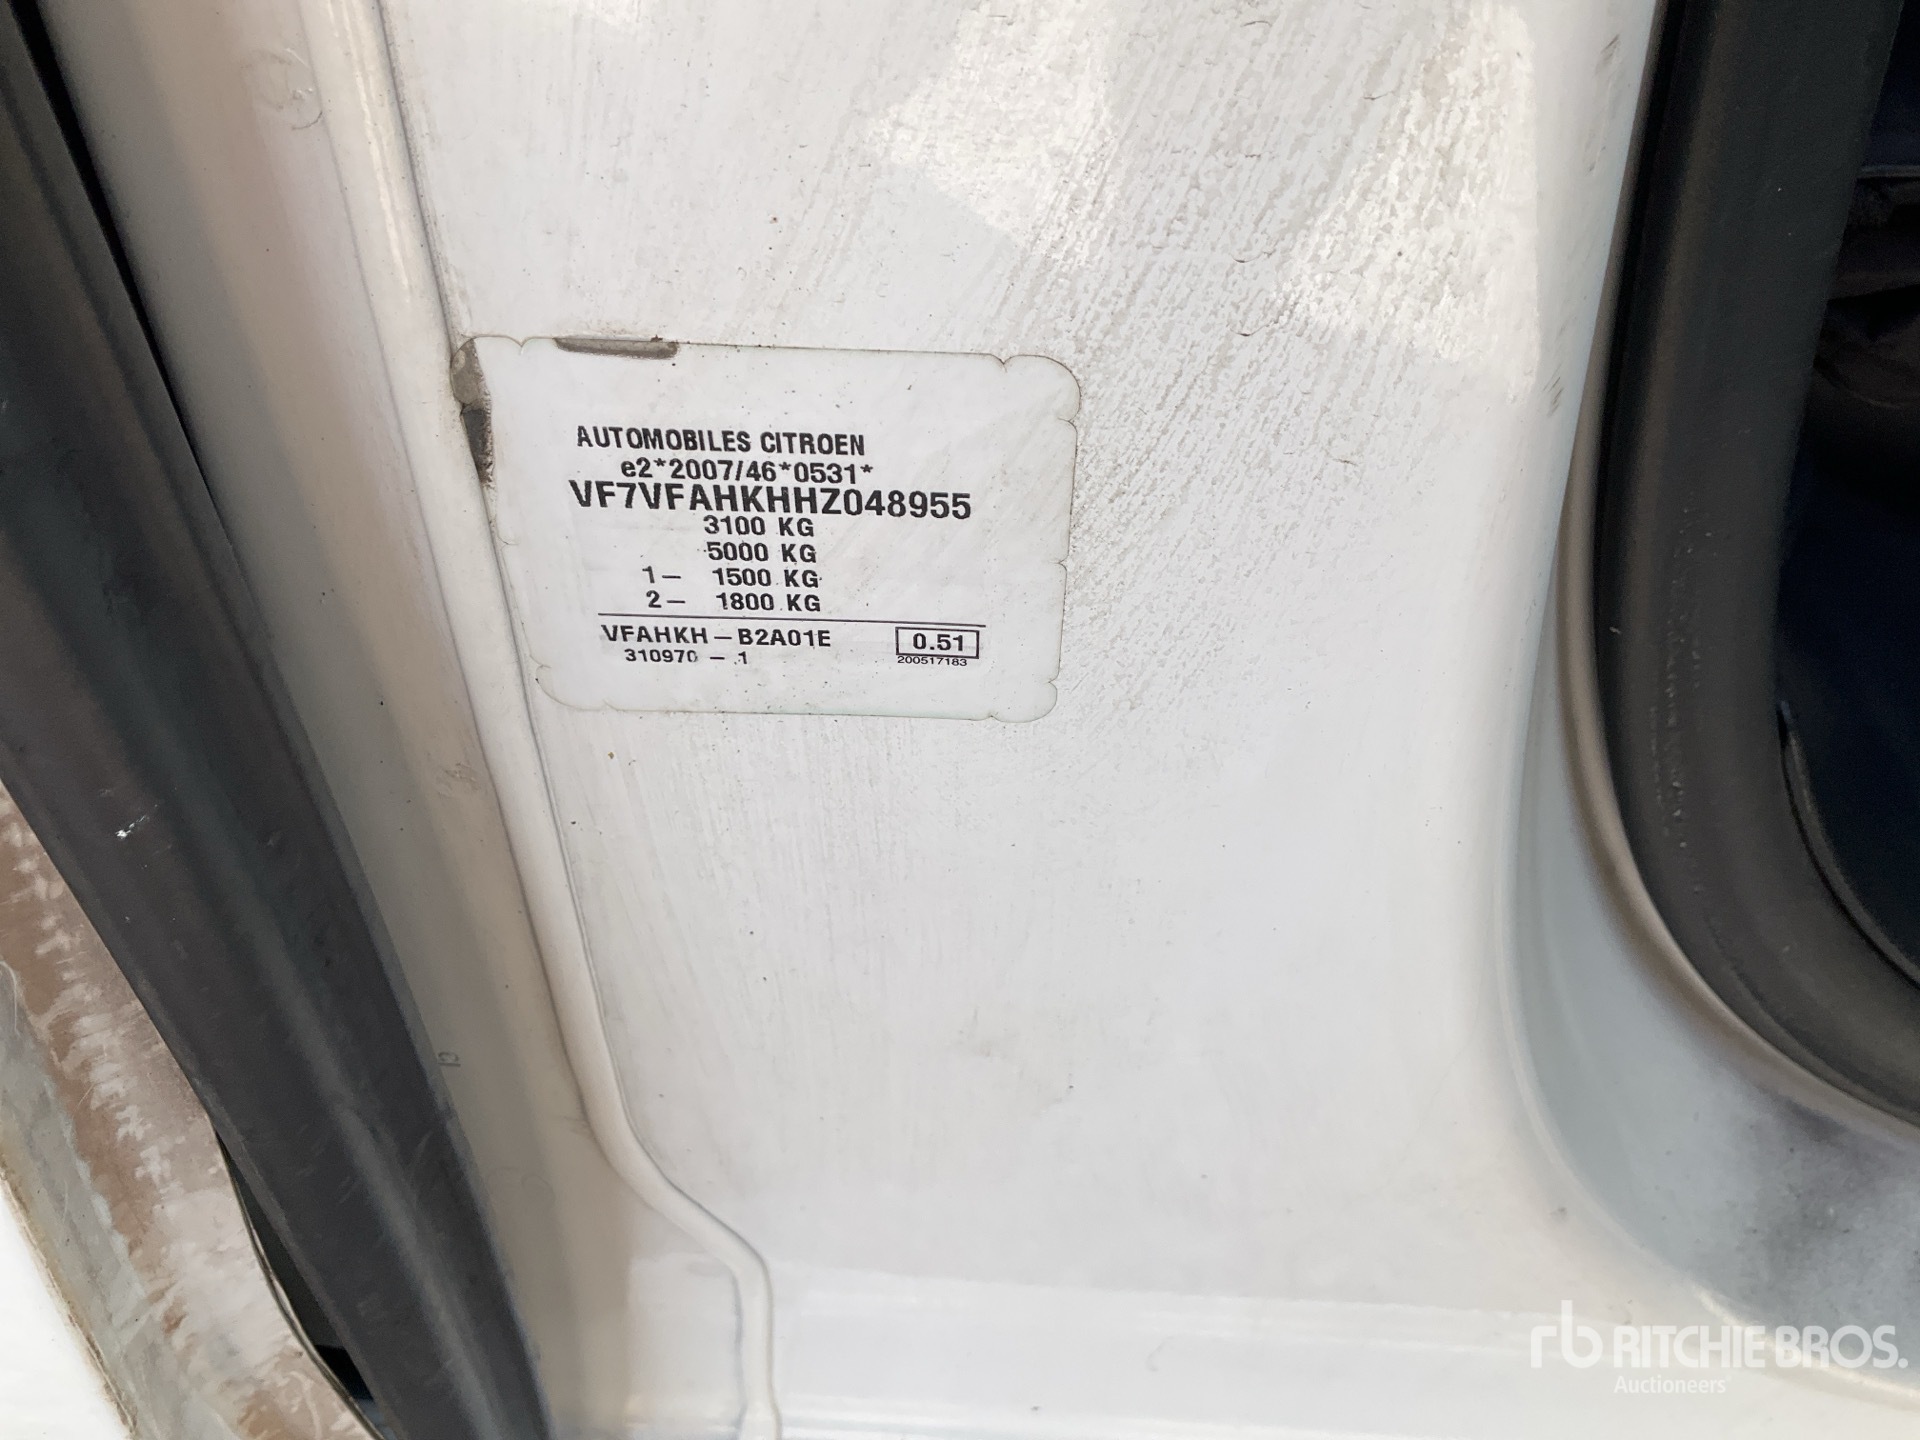 AUTOMOBILES CITROEN
e2*2007/46*0531*
VF7VFAHKHHZ048955
3100 KG
5000 KG
1- 1500 KG
2- 1800 KG
VFAHKH-B2A01E 0.51
310970 - 1 200517183
rb RITCHIE BROS.
Auctioneers